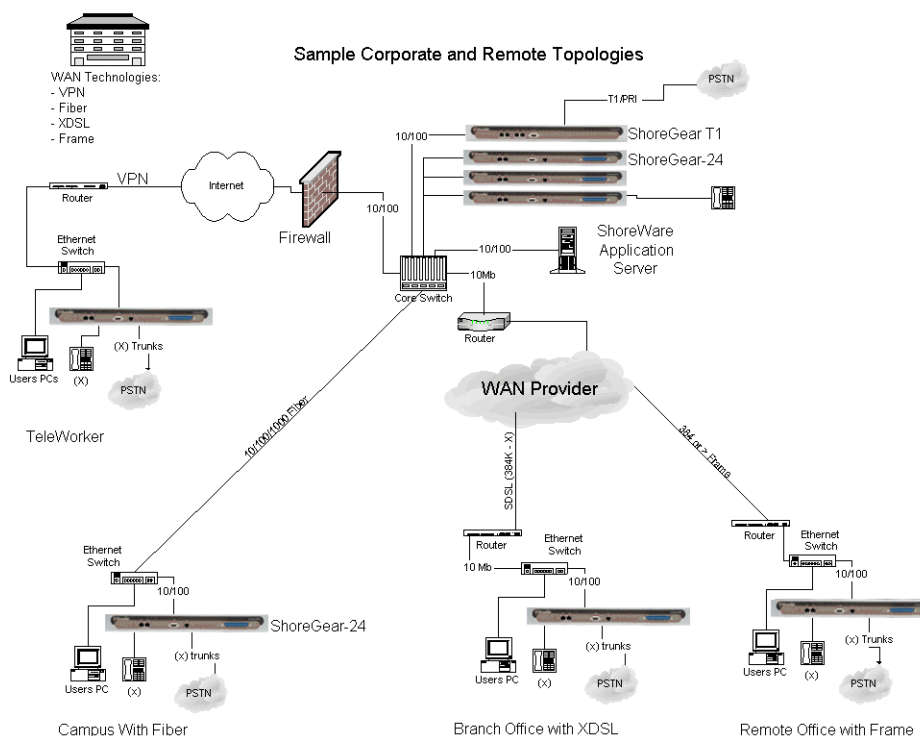 Sample Corporate and Remote Topologies
WAN Technologies:
- VPN
- Fiber
- XDSL
- Frame
PSTN
T1/PRI
10/100
ShoreGear T1
ShoreGear-24
VPN
Internet
Router
Firewall
10/100
Ethernet
Switch
10/100
ShoreWare
Application
Server
10Mb
Core Switch
Router
(X) Trunks
Users PCs
(X)
PSTN
WAN Provider
TeleWorker
10/100/1000 Fiber
SDSL (384K - X)
384 or > Frame
Router
Router
Ethernet
Switch
Ethernet
Switch
Ethernet
Switch
10 Mb
10/100
10/100
10/100
ShoreGear-24
(x) trunks
(x) trunks
(x) Trunks
Users PC
(x)
PSTN
Users PC
(x)
PSTN
Users PC
(x)
PSTN
Campus With Fiber
Branch Office with XDSL
Remote Office with Frame